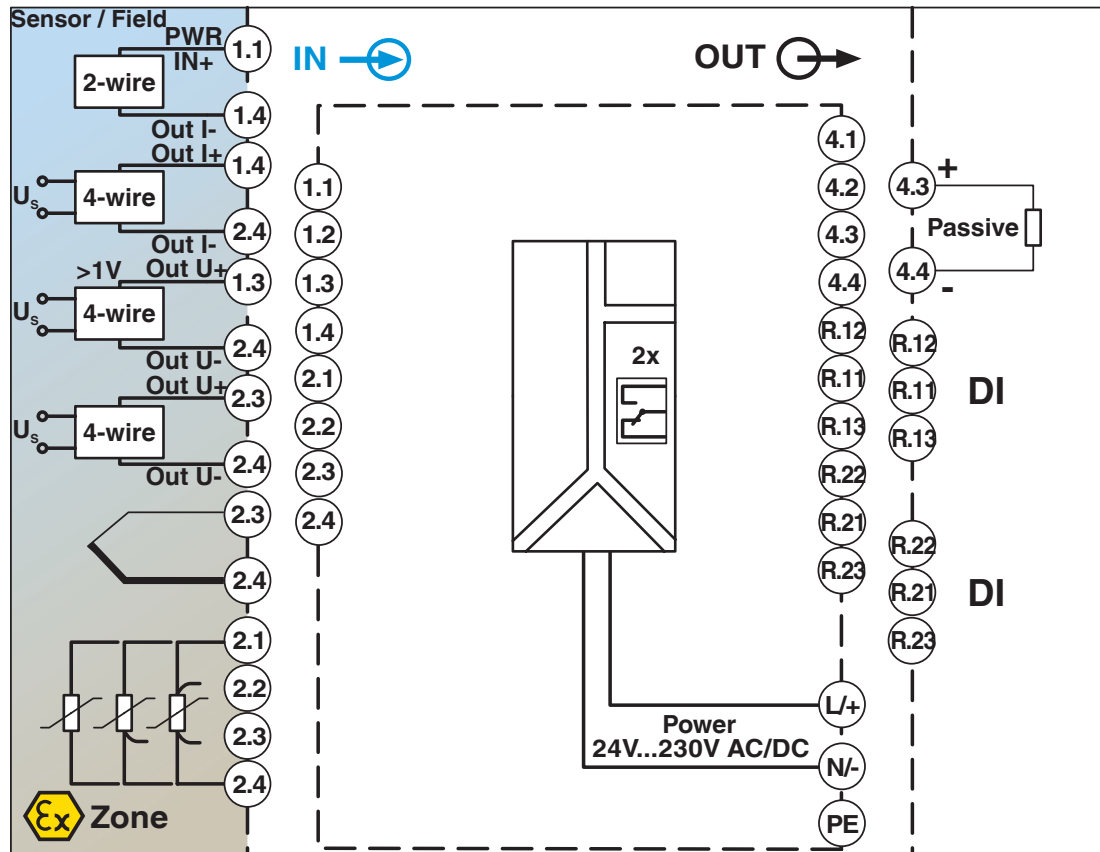 Sensor / Field
PWR
IN+
1.1
2-wire
1.4
Out I-
Out I+
1.4
Us
4-wire
2.4
Out I-
>1V
Out U+
1.3
Us
4-wire
2.4
Out U-
Out U+
2.3
Us
4-wire
2.4
Out U-
2.3
2.4
2.1
2.2
2.3
2.4
Ex
Zone
IN
OUT
1.1
1.2
1.3
1.4
2.1
2.2
2.3
2.4
2x
Power
24V...230V AC/DC
4.1
4.2
4.3
4.4
R.12
R.11
R.13
R.22
R.21
R.23
L/+
N/-
PE
4.3
+
Passive
4.4
-
R.12
R.11
DI
R.13
R.22
R.21
DI
R.23